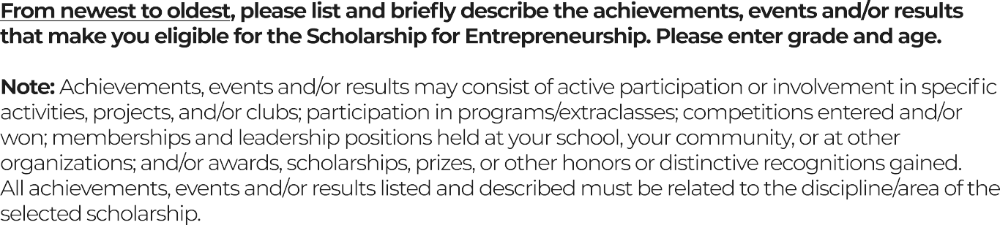 From newest to oldest, please list and briefly describe the achievements, events and/or results
that make you eligible for the Scholarship for Entrepreneurship. Please enter grade and age.
Note: Achievements, events and/or results may consist of active participation or involvement in specific
activities, projects, and/or clubs; participation in programs/extraclasses; competitions entered and/or
won; memberships and leadership positions held at your school, your community, or at other
organizations; and/or awards, scholarships, prizes, or other honors or distinctive recognitions gained.
All achievements, events and/or results listed and described must be related to the discipline/area of the
selected scholarship.